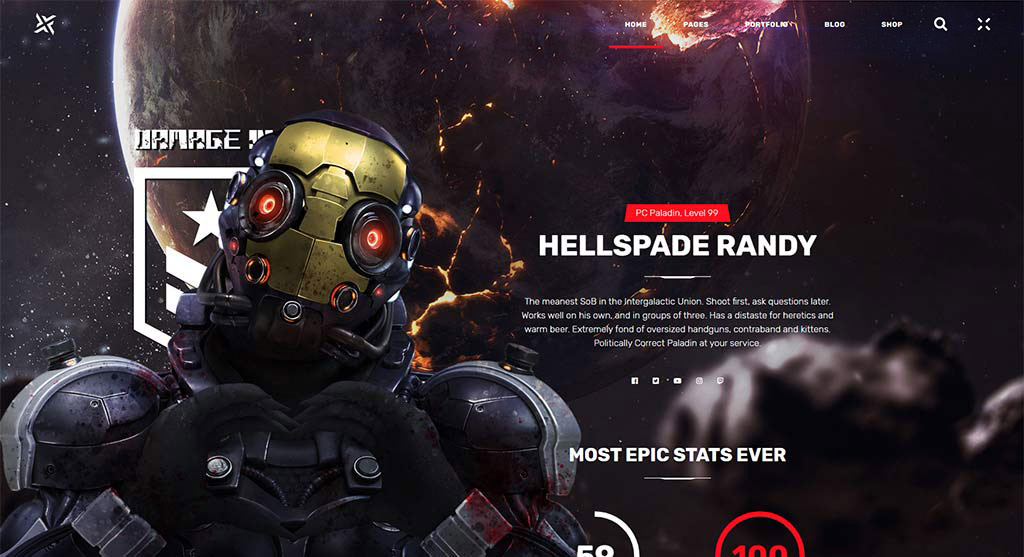 HOME PAGES PORTFOLIO BLOG SHOP
DAMAGE
PC Paladin, Level 99
HELLSPADE RANDY
The meanest SoB in the Intergalactic Union. Shoot first, ask questions later.
Works well on his own, and in groups of three. Has a distaste for heretics and
warm beer. Extremely fond of oversized handguns, contraband and kittens.
Politically Correct Paladin at your service.
MOST EPIC STATS EVER
59 100